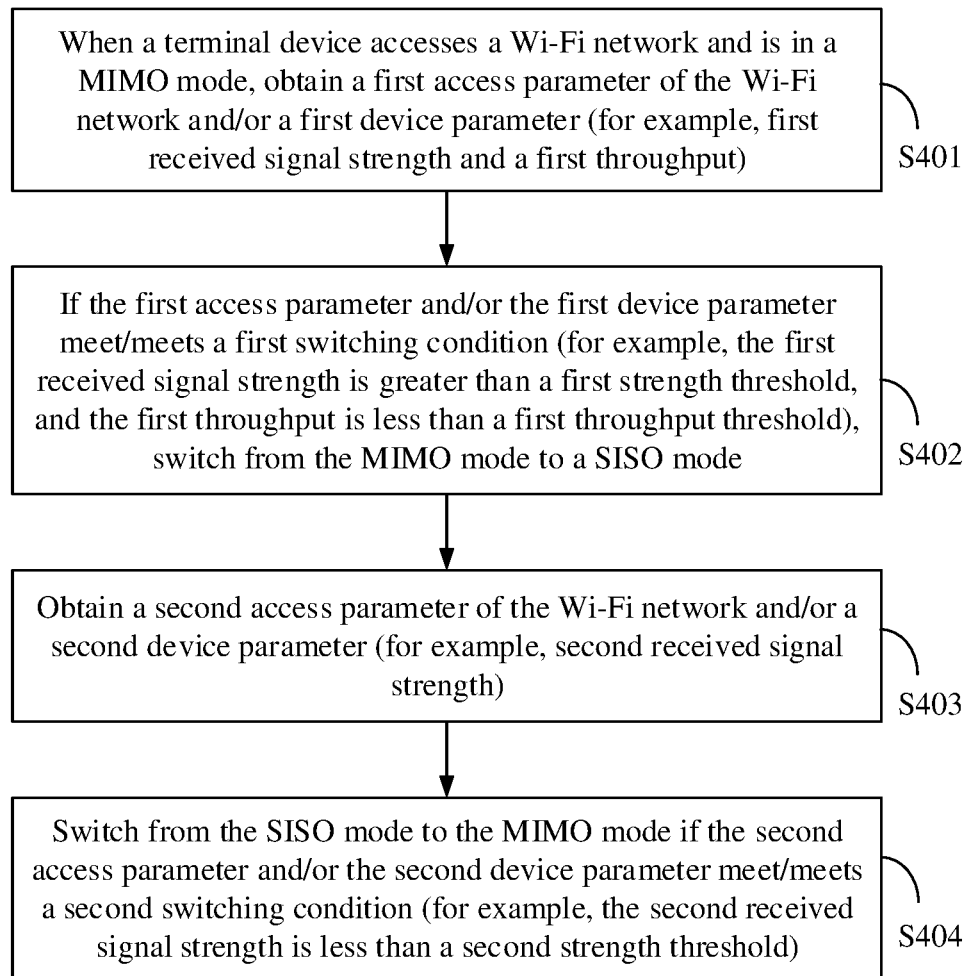 When a terminal device accesses a Wi-Fi network and is in a
MIMO mode, obtain a first access parameter of the Wi-Fi
network and/or a first device parameter (for example, first
received signal strength and a first throughput)
S401
If the first access parameter and/or the first device parameter
meet/meets a first switching condition (for example, the first
received signal strength is greater than a first strength threshold,
and the first throughput is less than a first throughput threshold),
switch from the MIMO mode to a SISO mode
S402
Obtain a second access parameter of the Wi-Fi network and/or a
second device parameter (for example, second received signal
strength)
S403
Switch from the SISO mode to the MIMO mode if the second
access parameter and/or the second device parameter meet/meets
a second switching condition (for example, the second received
signal strength is less than a second strength threshold)
S404